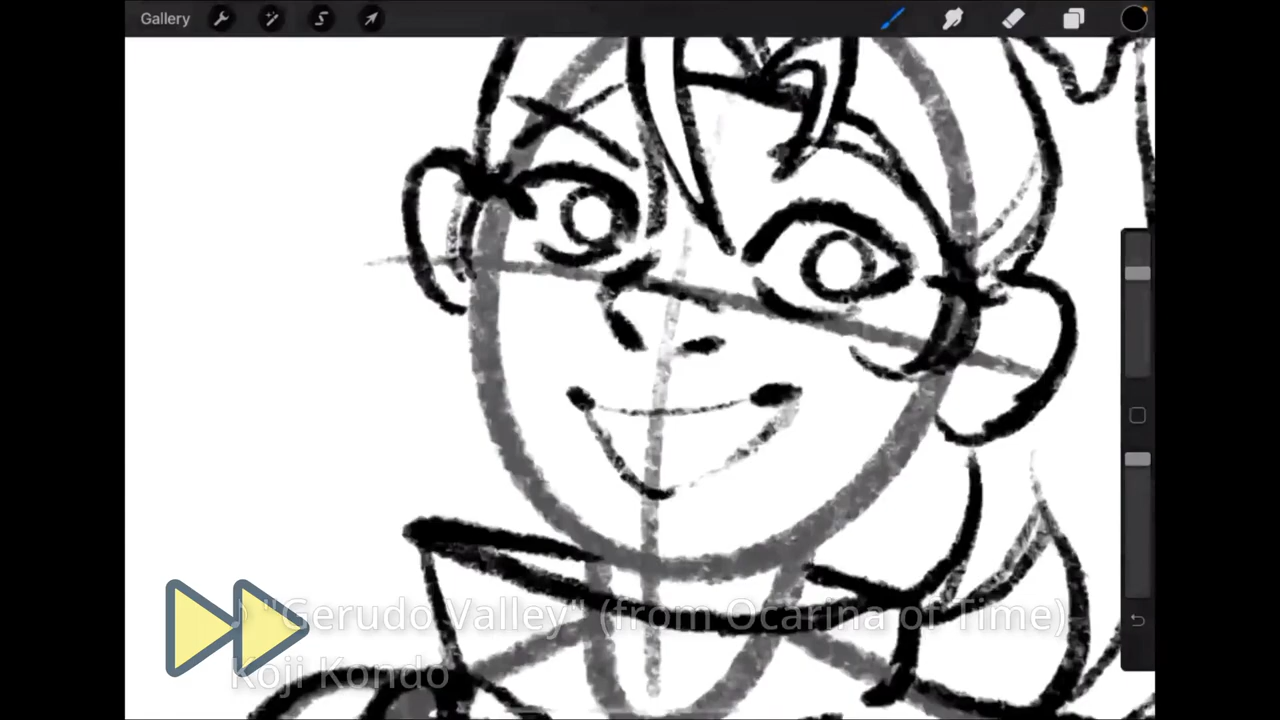 Gallery
♪ "Gerudo Valley" (from Ocarina of Time)
Koji Kondo